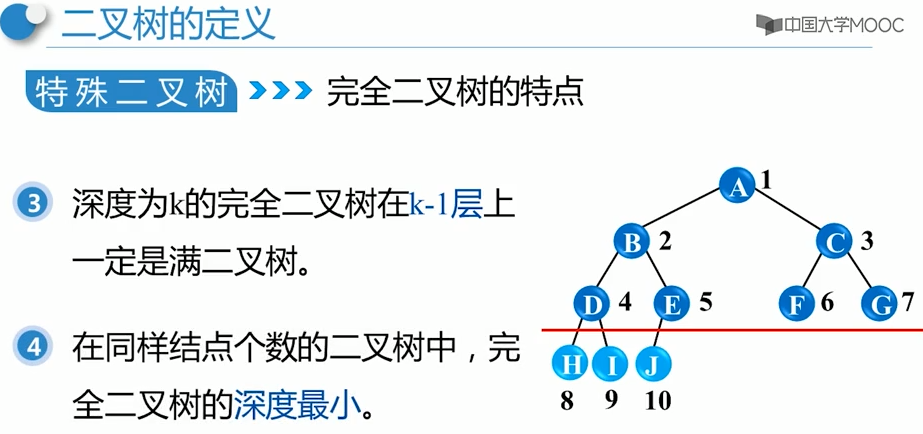 二叉树的定义
中国大学MOOC
特殊二叉树 完全二叉树的特点
3 深度为k的完全二叉树在k-1层上
一定是满二叉树。
4 在同样结点个数的二叉树中，完
全二叉树的深度最小。
A 1
B 2 C 3
D 4 E 5 F 6 G 7
H I J
8 9 10